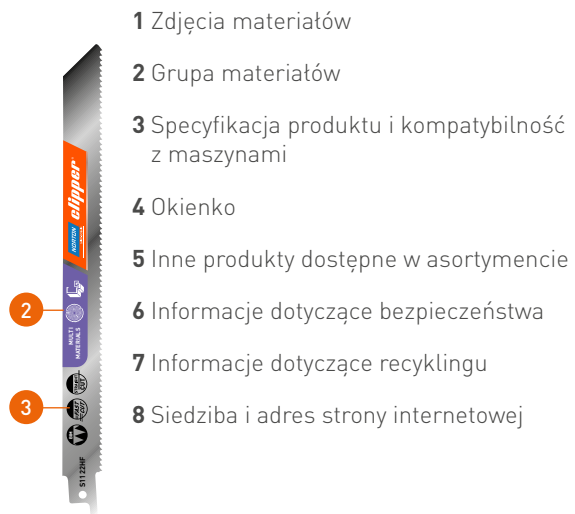 1 Zdjęcia materiałów
2 Grupa materiałów
3 Specyfikacja produktu i kompatybilność
z maszynami
4 Okienko
5 Inne produkty dostępne w asortymencie
6 Informacje dotyczące bezpieczeństwa
7 Informacje dotyczące recyklingu
8 Siedziba i adres strony internetowej
NORTON
clipper
2
MULTI
MATERIALS
3
S1122HF